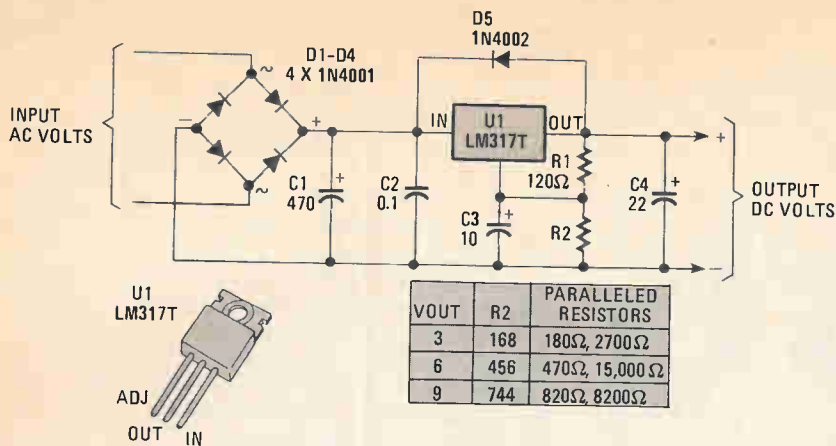 D5
1N4002
D1-D4
4 X 1N4001
INPUT
AC VOLTS
~
~
−
+
IN
U1
LM317T
OUT
R1
120Ω
R2
C1
470
+
C2
0.1
C3
10
+
C4
22
+
+
−
OUTPUT
DC VOLTS
U1
LM317T
ADJ
OUT
IN
VOUT R2 PARALLELED RESISTORS
3 168 180Ω, 2700Ω
6 456 470Ω, 15,000Ω
9 744 820Ω, 8200Ω